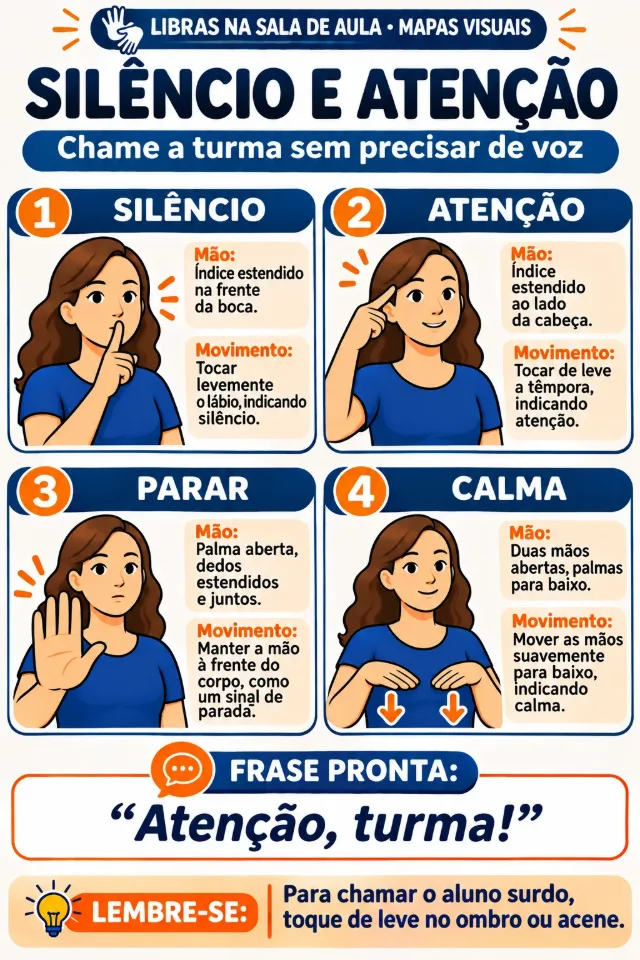 LIBRAS NA SALA DE AULA • MAPAS VISUAIS
SILÊNCIO E ATENÇÃO
Chame a turma sem precisar de voz
1 SILÊNCIO
Mão:
Índice estendido
na frente
da boca.
Movimento:
Tocar
levemente
o lábio, indicando
silêncio.
2 ATENÇÃO
Mão:
Índice
estendido
ao lado
da cabeça.
Movimento:
Tocar de leve
a têmpora,
indicando
atenção.
3 PARAR
Mão:
Palma aberta,
dedos
estendidos
e juntos.
Movimento:
Manter a mão
à frente do
corpo, como
um sinal de
parada.
4 CALMA
Mão:
Duas mãos
abertas, palmas
para baixo.
Movimento:
Mover as mãos
suavemente
para baixo,
indicando
calma.
FRASE PRONTA:
“Atenção, turma!”
LEMBRE-SE:
Para chamar o aluno surdo,
toque de leve no ombro ou acene.